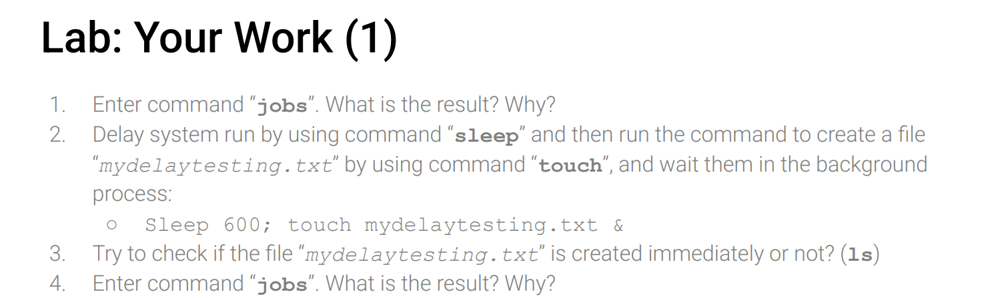 Lab: Your Work (1)
1. Enter command “jobs”. What is the result? Why?
2. Delay system run by using command “sleep” and then run the command to create a file
“mydelaytesting.txt” by using command “touch”, and wait them in the background
process:
○ Sleep 600; touch mydelaytesting.txt &
3. Try to check if the file “mydelaytesting.txt” is created immediately or not? (ls)
4. Enter command “jobs”. What is the result? Why?